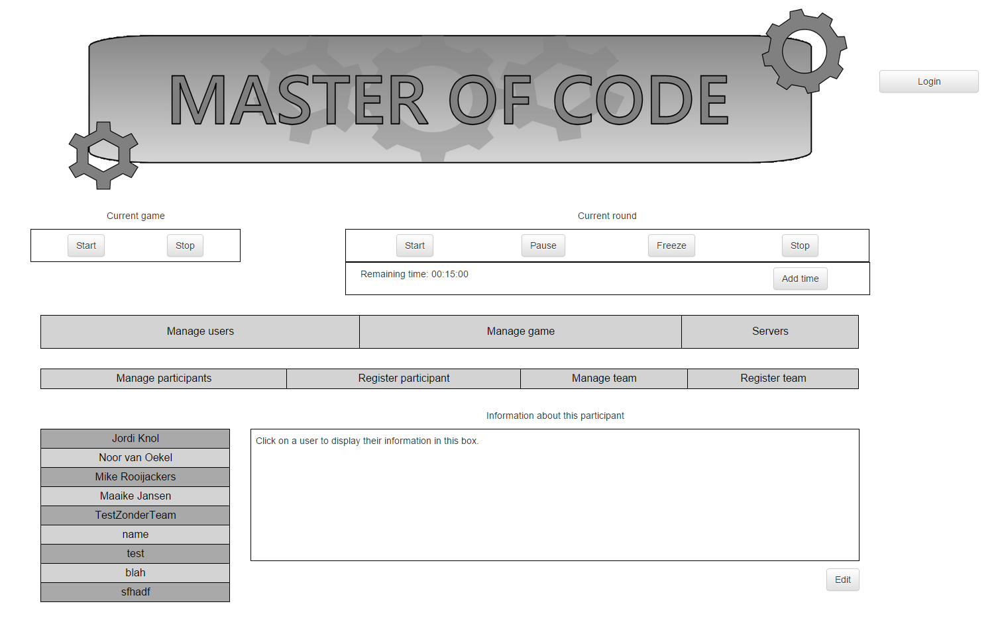 MASTER OF CODE
Login
Current game
Start Stop
Current round
Start Pause Freeze Stop
Remaining time: 00:15:00 Add time
Manage users Manage game Servers
Manage participants Register participant Manage team Register team
Information about this participant
Jordi Knol
Noor van Oekel
Mike Rooijackers
Maaike Jansen
TestZonderTeam
name
test
blah
sfhadf
Click on a user to display their information in this box.
Edit